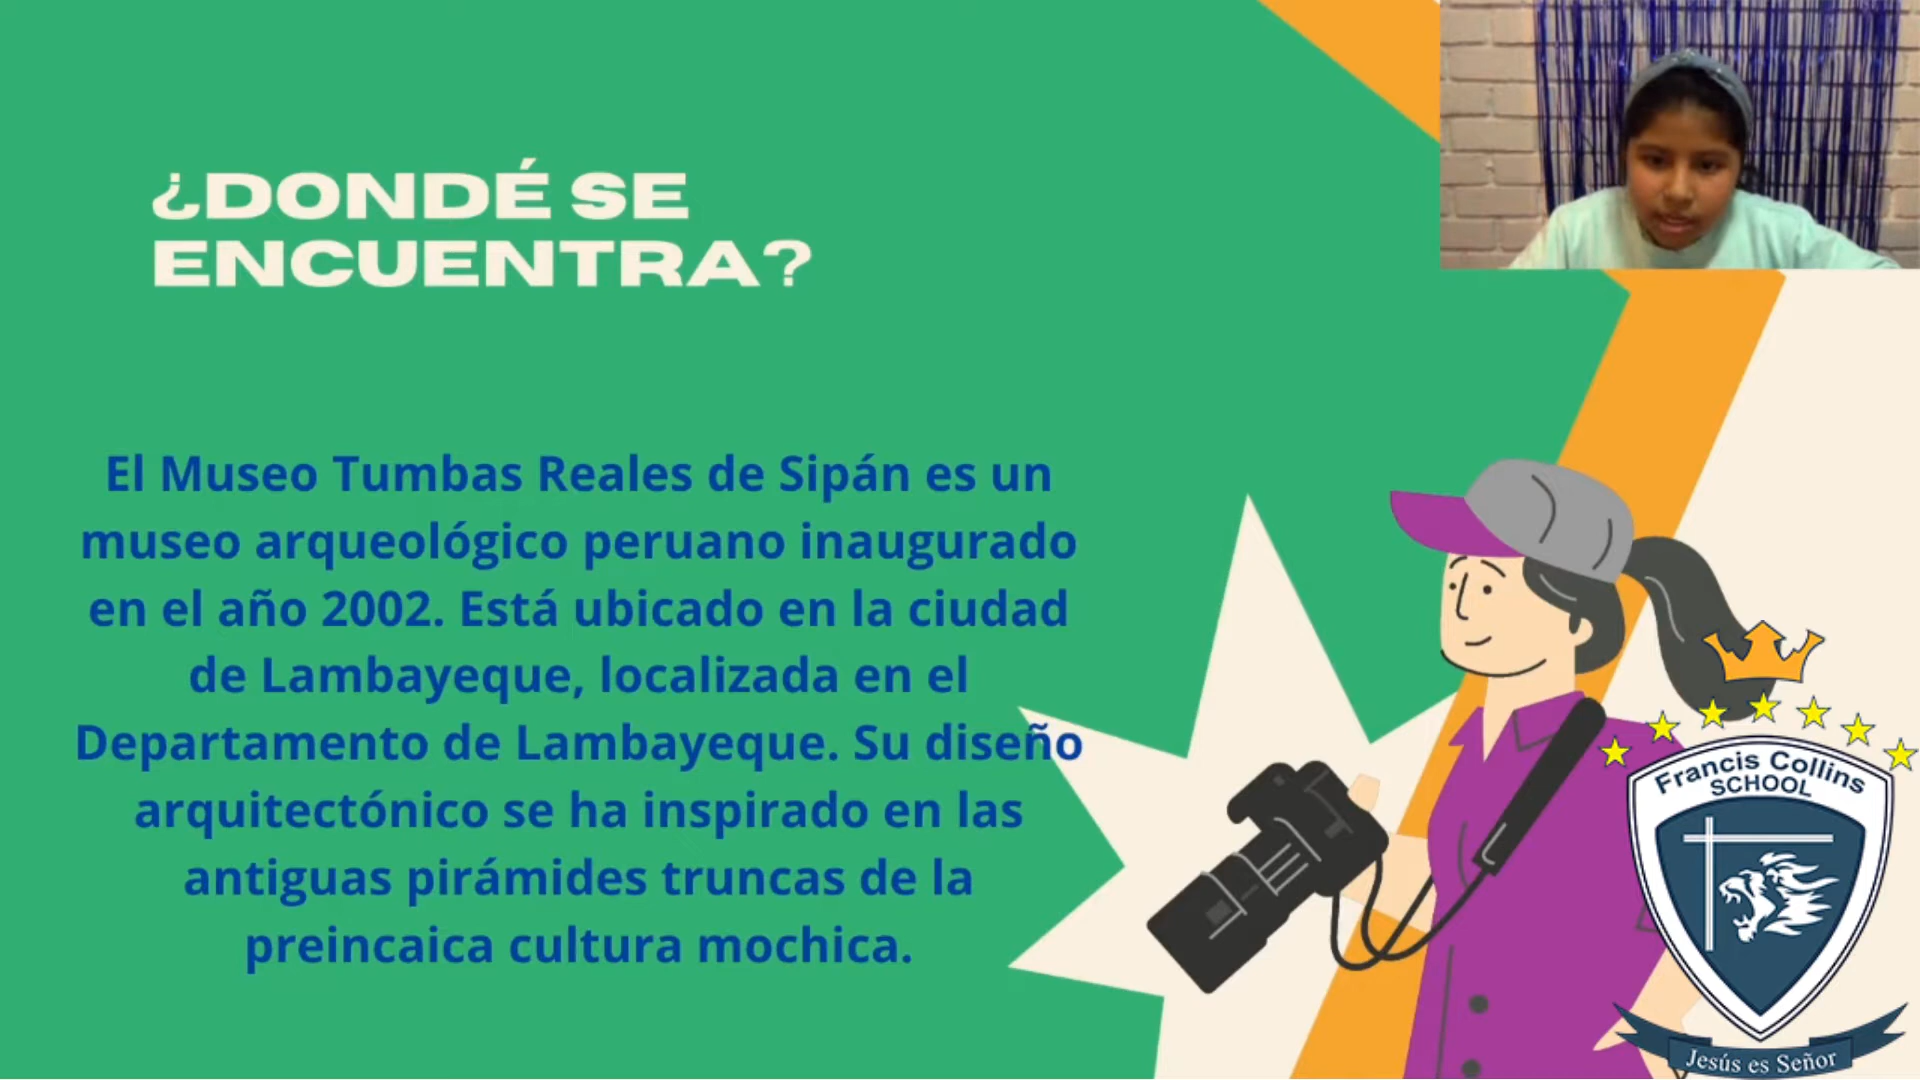 ¿DONDÉ SE
ENCUENTRA?
El Museo Tumbas Reales de Sipán es un
museo arqueológico peruano inaugurado
en el año 2002. Está ubicado en la ciudad
de Lambayeque, localizada en el
Departamento de Lambayeque. Su diseño
arquitectónico se ha inspirado en las
antiguas pirámides truncas de la
preincaica cultura mochica.
Francis Collins
SCHOOL
Jesús es Señor